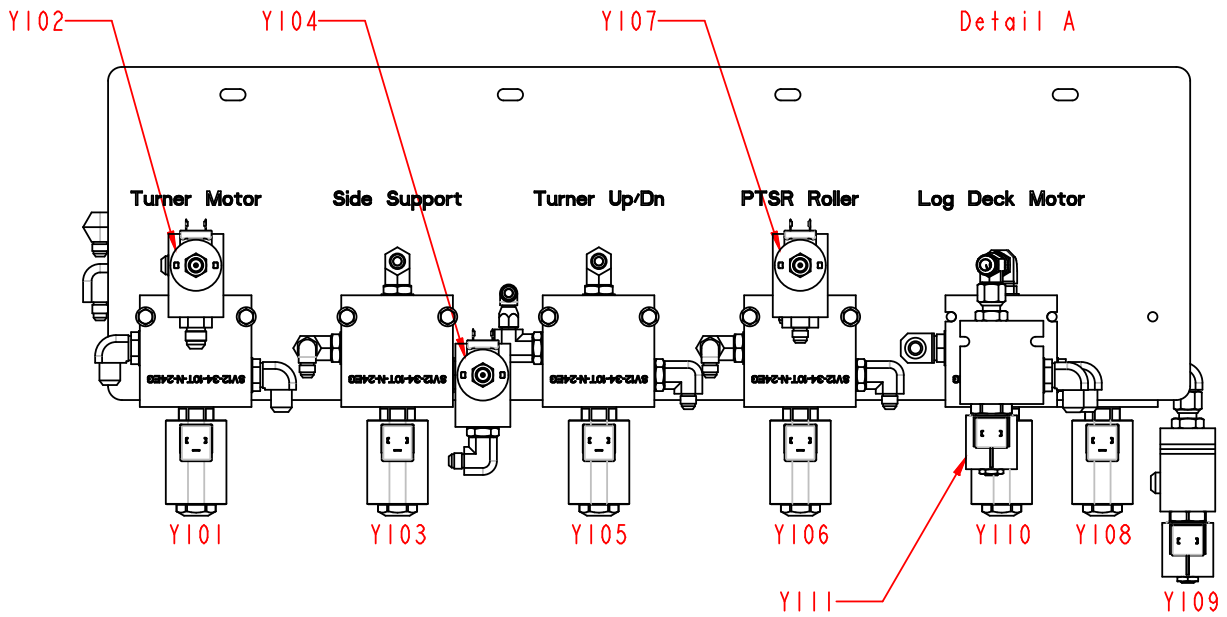 Y102
Y104
Y107
Detail A
Turner Motor
Side Support
Turner Up/Dn
PTSR Roller
Log Deck Motor
SV12-34-10T-N-24EG
SV12-34-10T-N-24EG
SV12-34-10T-N-24EG
SV12-34-10T-N-24EG
Y101
Y103
Y105
Y106
Y110
Y108
Y111
Y109